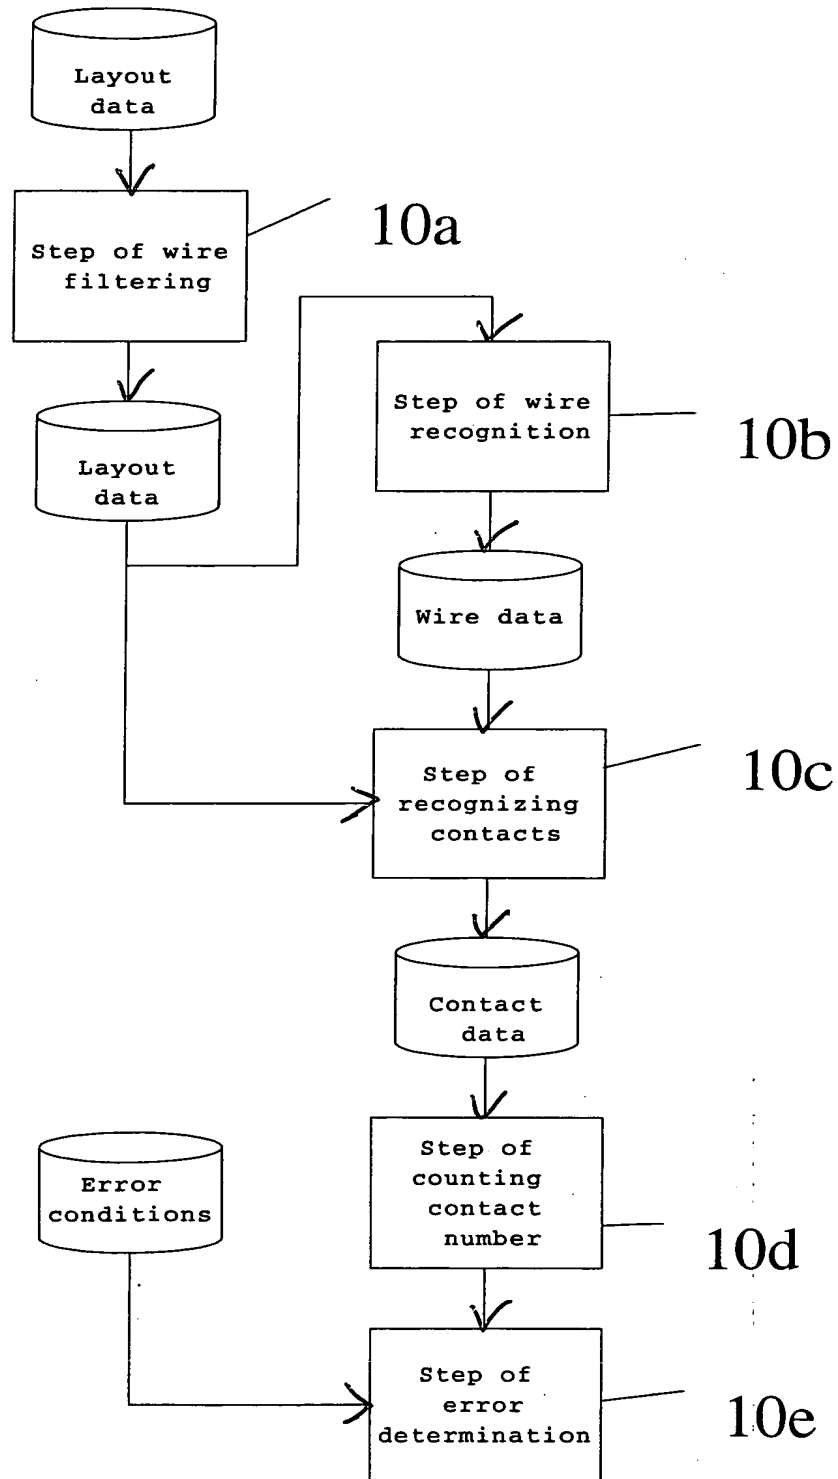 Layout
data
Step of wire
filtering
10a
Layout
data
Step of wire
recognition
10b
Wire data
Step of
recognizing
contacts
10c
Contact
data
Step of
counting
contact
number
10d
Error
conditions
Step of
error
determination
10e